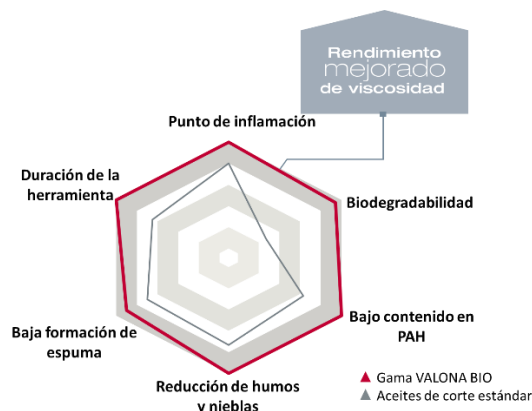 Rendimiento
mejorado
de viscosidad
Punto de inflamación
Duración de la
herramienta
Biodegradabilidad
Baja formación de
espuma
Bajo contenido en
PAH
Reducción de humos
y nieblas
Gama VALONA BIO
Aceites de corte estándar